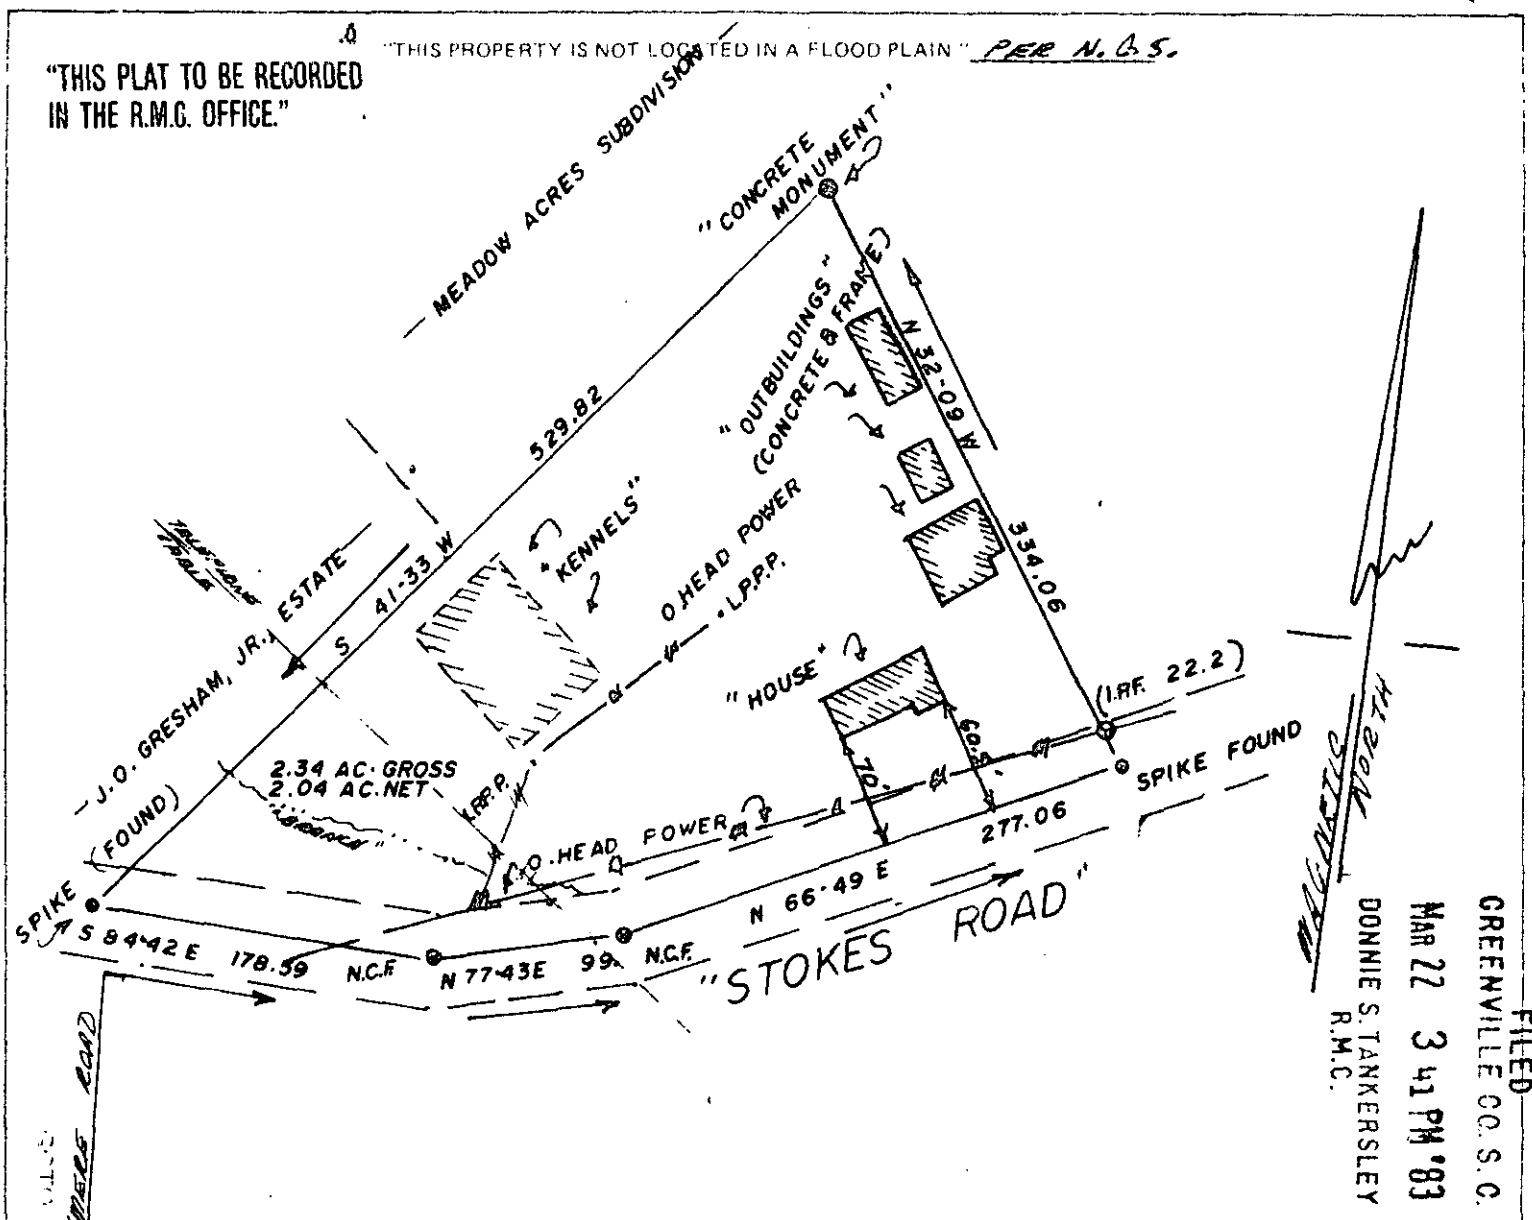 "THIS PROPERTY IS NOT LOCATED IN A FLOOD PLAIN" PER N.G.S.
"THIS PLAT TO BE RECORDED
IN THE R.M.C. OFFICE."
MEADOW ACRES SUBDIVISION
"CONCRETE
MONUMENT"
"OUTBUILDINGS"
(CONCRETE & FRAME)
N 32-09 W
334.06
529.82
S 41-33 W
"KENNELS"
O.HEAD POWER
L.P.P.P.
J.O. GRESHAM, JR., ESTATE
"HOUSE"
70'
60.5'
(I.P.F. 22.2)
SPIKE FOUND
2.34 AC. GROSS
2.04 AC. NET
"BRANCH"
O.HEAD POWER
SPIKE (FOUND)
S 84-42 E 178.59 N.C.F.
N 77-43 E 99. N.C.F.
N 66-49 E 277.06
"STOKES ROAD"
ROAD
MAGNETIC
NORTH
FILED
GREENVILLE CO. S. C.
MAR 22 3 41 PM '83
DONNIE S. TANKERSLEY
R.M.C.